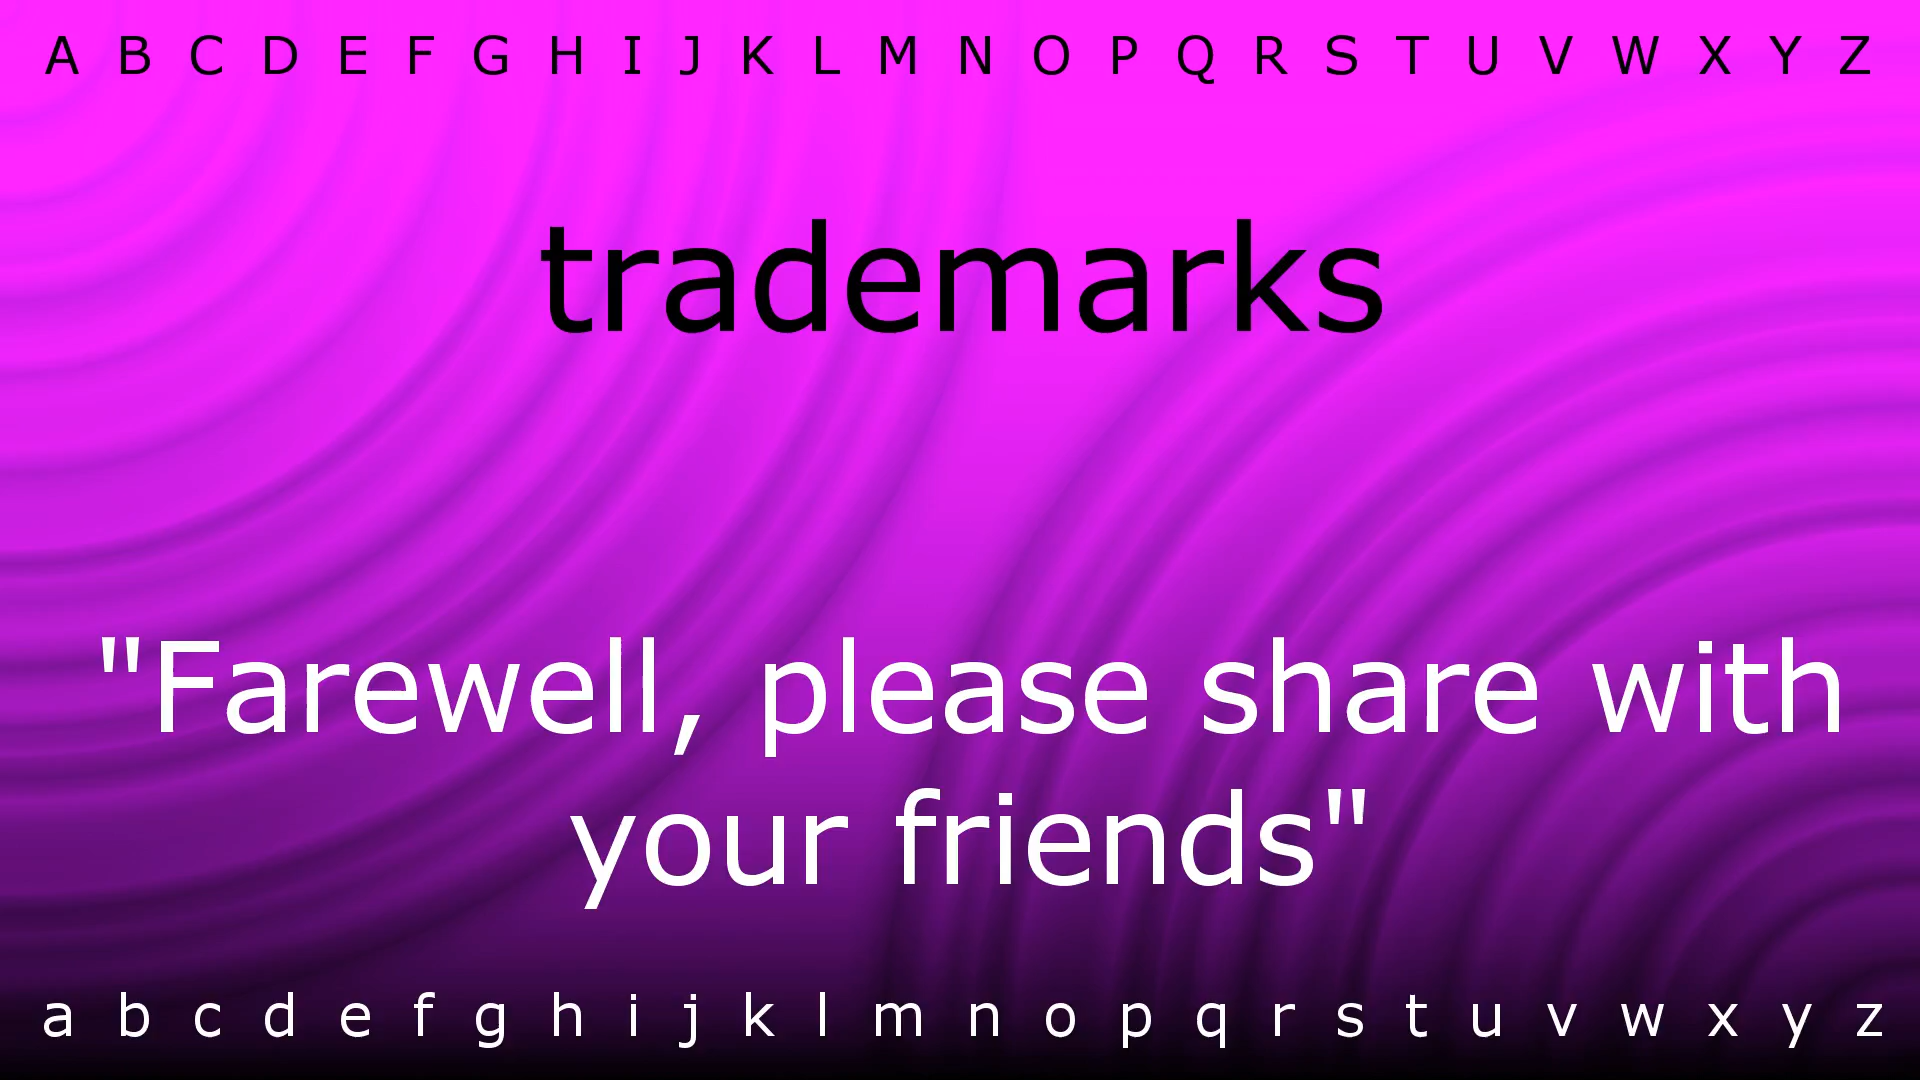 A B C D E F G H I J K L M N O P Q R S T U V W X Y Z
trademarks
"Farewell, please share with
your friends"
a b c d e f g h i j k l m n o p q r s t u v w x y z